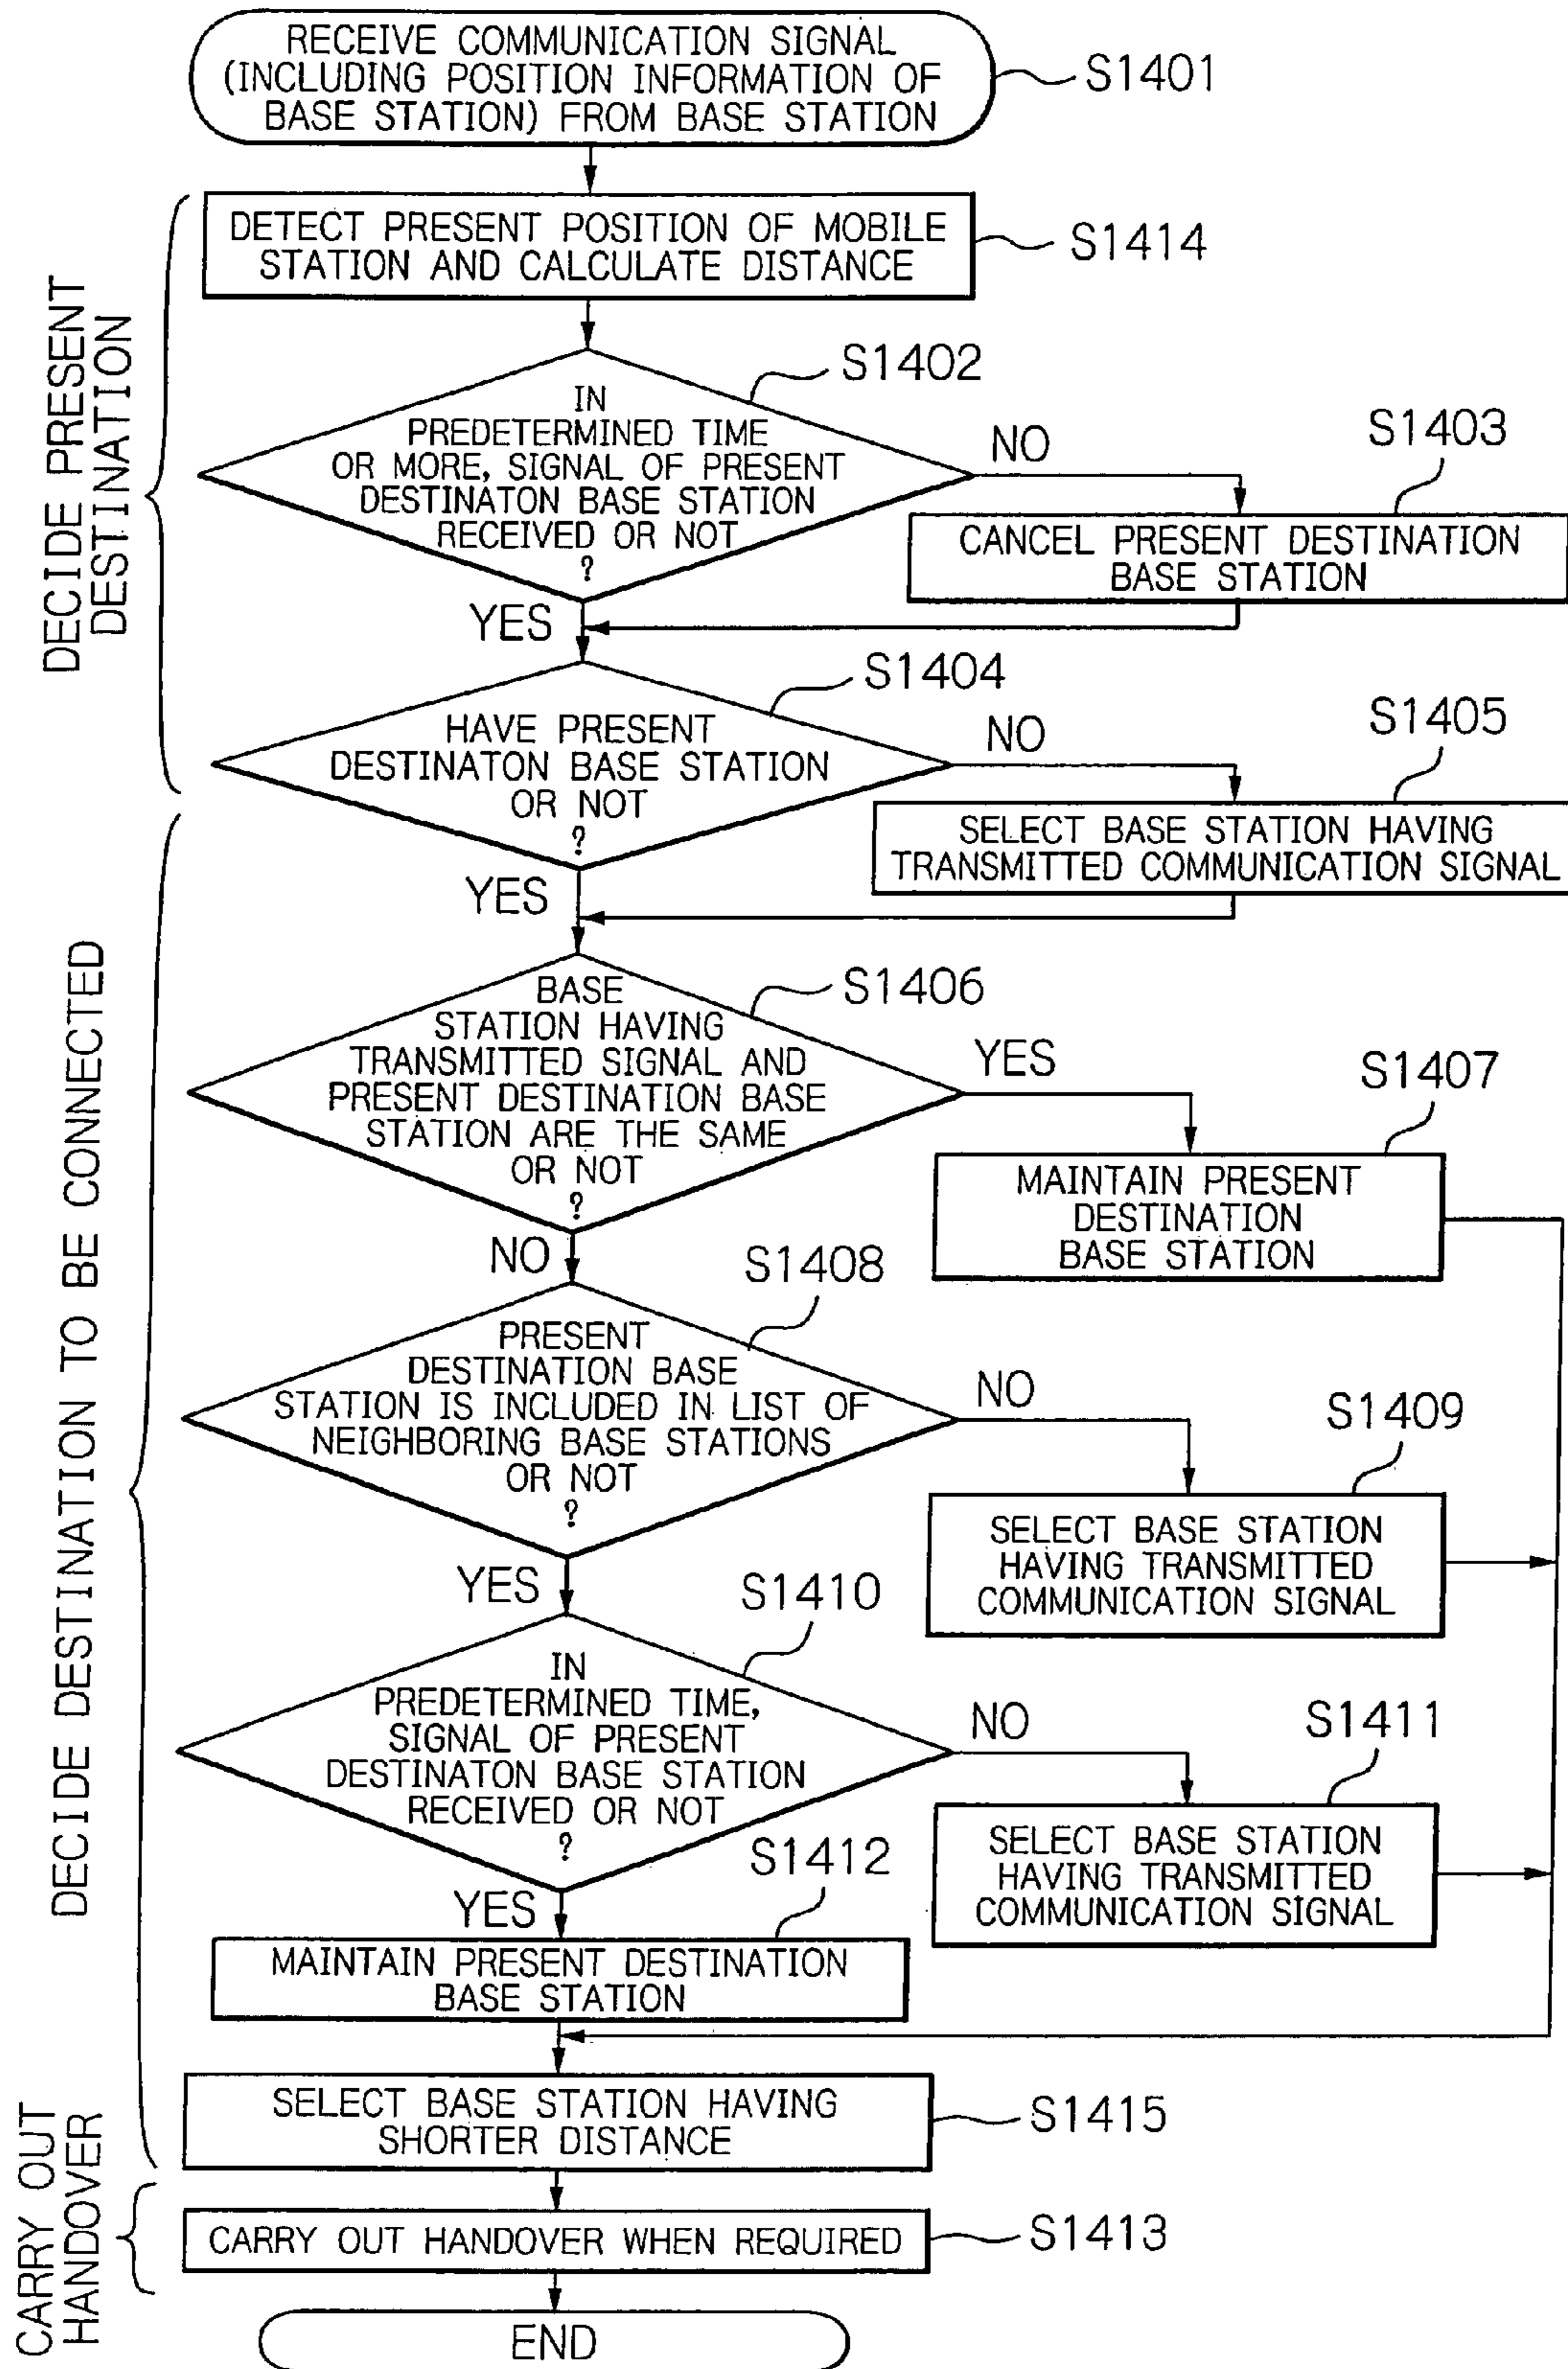 RECEIVE COMMUNICATION SIGNAL
(INCLUDING POSITION INFORMATION OF
BASE STATION) FROM BASE STATION
S1401
DECIDE PRESENT
DESTINATION
DETECT PRESENT POSITION OF MOBILE
STATION AND CALCULATE DISTANCE
S1414
S1402
IN
PREDETERMINED TIME
OR MORE, SIGNAL OF PRESENT
DESTINATON BASE STATION
RECEIVED OR NOT
?
NO
S1403
CANCEL PRESENT DESTINATION
BASE STATION
YES
S1404
HAVE PRESENT
DESTINATON BASE STATION
OR NOT
?
NO
S1405
SELECT BASE STATION HAVING
TRANSMITTED COMMUNICATION SIGNAL
YES
DECIDE DESTINATION TO BE CONNECTED
S1406
BASE
STATION HAVING
TRANSMITTED SIGNAL AND
PRESENT DESTINATION BASE
STATION ARE THE SAME
OR NOT
?
YES
S1407
MAINTAIN PRESENT
DESTINATION
BASE STATION
NO
S1408
PRESENT
DESTINATION BASE
STATION IS INCLUDED IN LIST OF
NEIGHBORING BASE STATIONS
OR NOT
?
NO
S1409
SELECT BASE STATION
HAVING TRANSMITTED
COMMUNICATION SIGNAL
YES
S1410
IN
PREDETERMINED TIME,
SIGNAL OF PRESENT
DESTINATON BASE STATION
RECEIVED OR NOT
?
NO
S1411
SELECT BASE STATION
HAVING TRANSMITTED
COMMUNICATION SIGNAL
YES
S1412
MAINTAIN PRESENT DESTINATION
BASE STATION
SELECT BASE STATION HAVING
SHORTER DISTANCE
S1415
CARRY OUT
HANDOVER
CARRY OUT HANDOVER WHEN REQUIRED
S1413
END